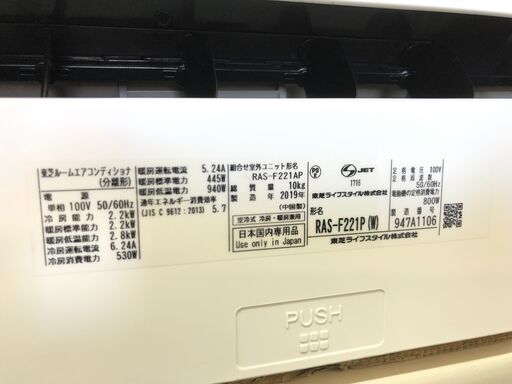 東芝ルームエアコンディショナ
(分離形)
電源
単相 100V 50/60Hz
冷房能力 2.2kW
暖房標準能力 2.2kW
暖房低温能力 2.8kW
冷房運転電流 6.24A
冷房消費電力 530W
暖房運転電流 5.24A
暖房標準電力 445W
暖房低温電力 940W
通年エネルギー消費効率
(JIS C 9612:2013) 5.7
組合せ室外ユニット形名
RAS-F221AP
総質量 10kg
製造年 2019年
(中国製)
空冷式 冷房・暖房兼用
日本国内専用品
Use only in Japan
PS
E
JET
東芝ライフスタイル株式会社
形名
RAS-F221P(W)
定格電圧 100V
定格周波数
50/60Hz
電動機の定格消費電力
800W
製造番号
947A1106
東芝ライフスタイル株式会社
PUSH